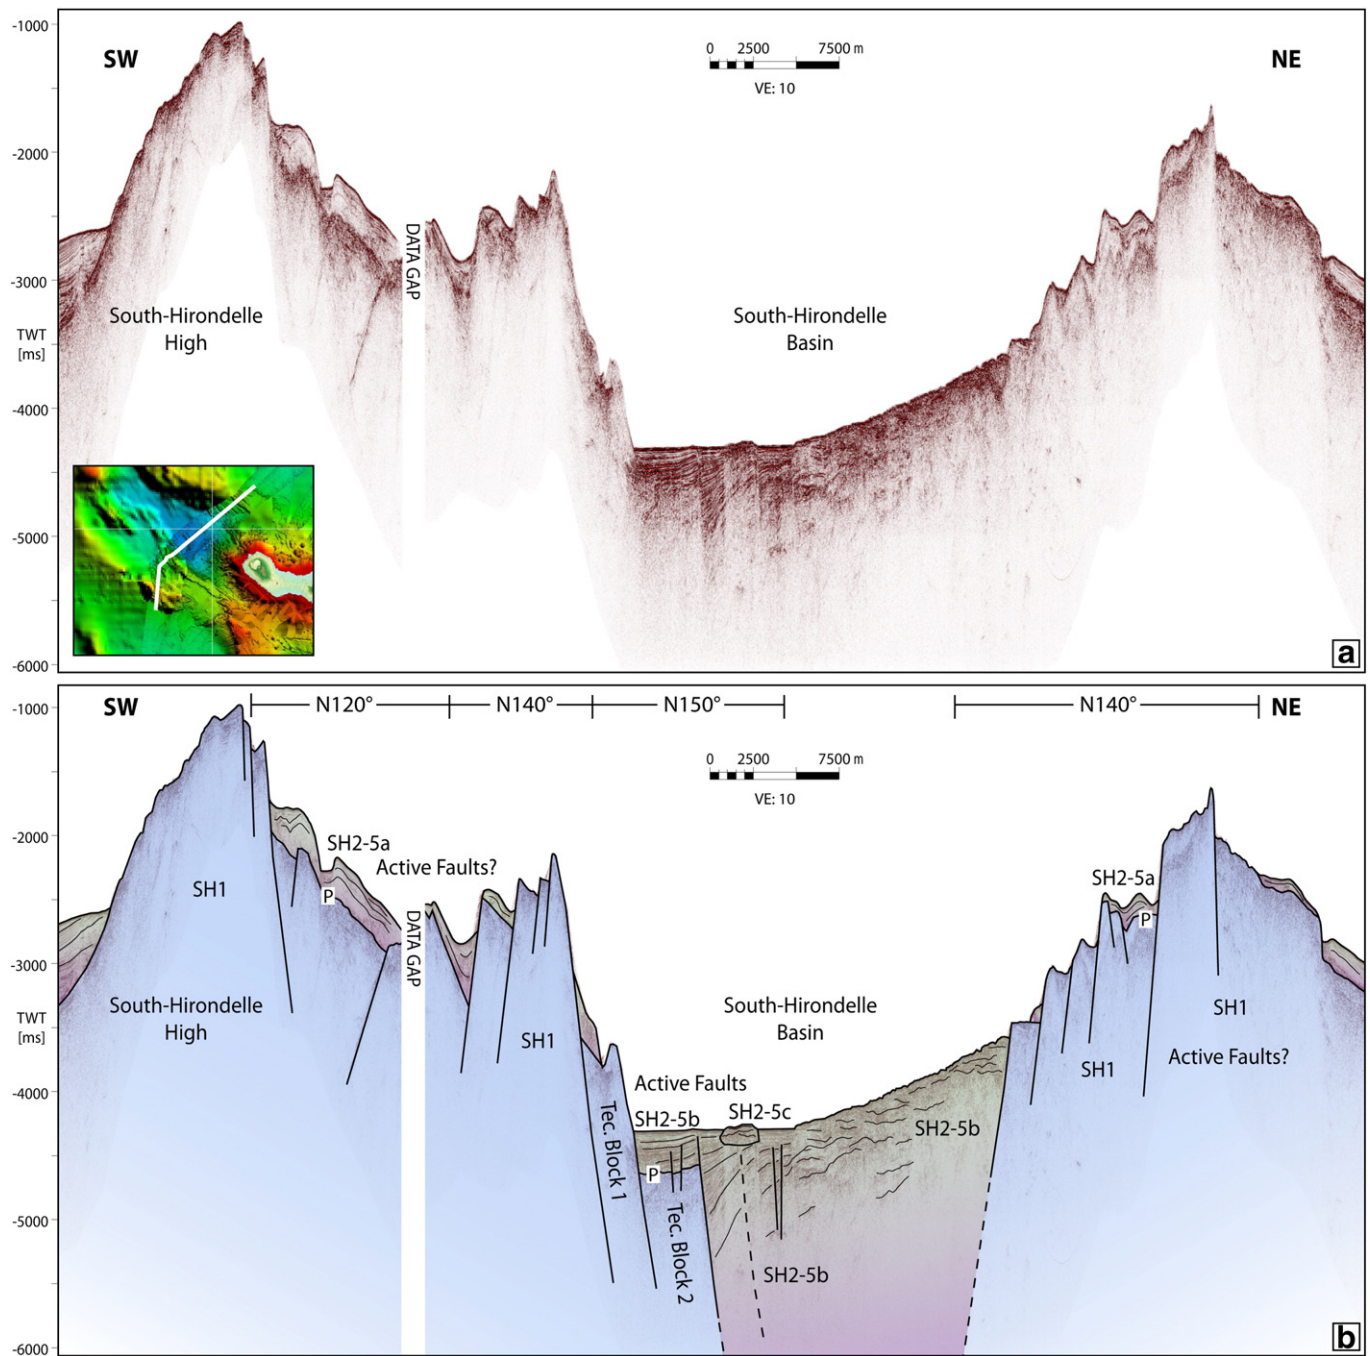 -1000
SW
0 2500 7500 m
VE: 10
NE
-2000
DATA GAP
-3000
South-Hirondelle
High
South-Hirondelle
Basin
TWT
[ms]
-4000
-5000
-6000
a
SW
N120°
N140°
N150°
N140°
NE
-1000
0 2500 7500 m
VE: 10
-2000
SH2-5a
Active Faults?
SH1
P
SH2-5a
P
DATA GAP
-3000
South-Hirondelle
High
SH1
South-Hirondelle
Basin
SH1
TWT
[ms]
Active Faults?
SH1
Active Faults
-4000
SH2-5b
SH2-5c
SH2-5b
Tec. Block 1
P
-5000
Tec. Block 2
SH2-5b
-6000
b